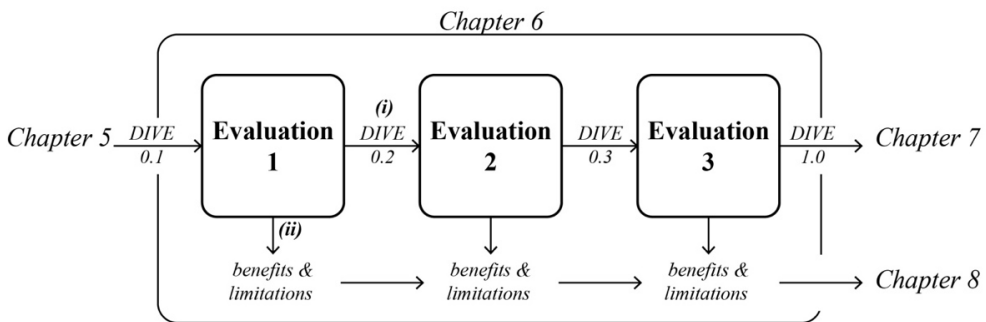 Chapter 6
(i)
Chapter 5
DIVE
0.1
Evaluation
1
DIVE
0.2
Evaluation
2
DIVE
0.3
Evaluation
3
DIVE
1.0
Chapter 7
(ii)
benefits &
limitations
benefits &
limitations
benefits &
limitations
Chapter 8